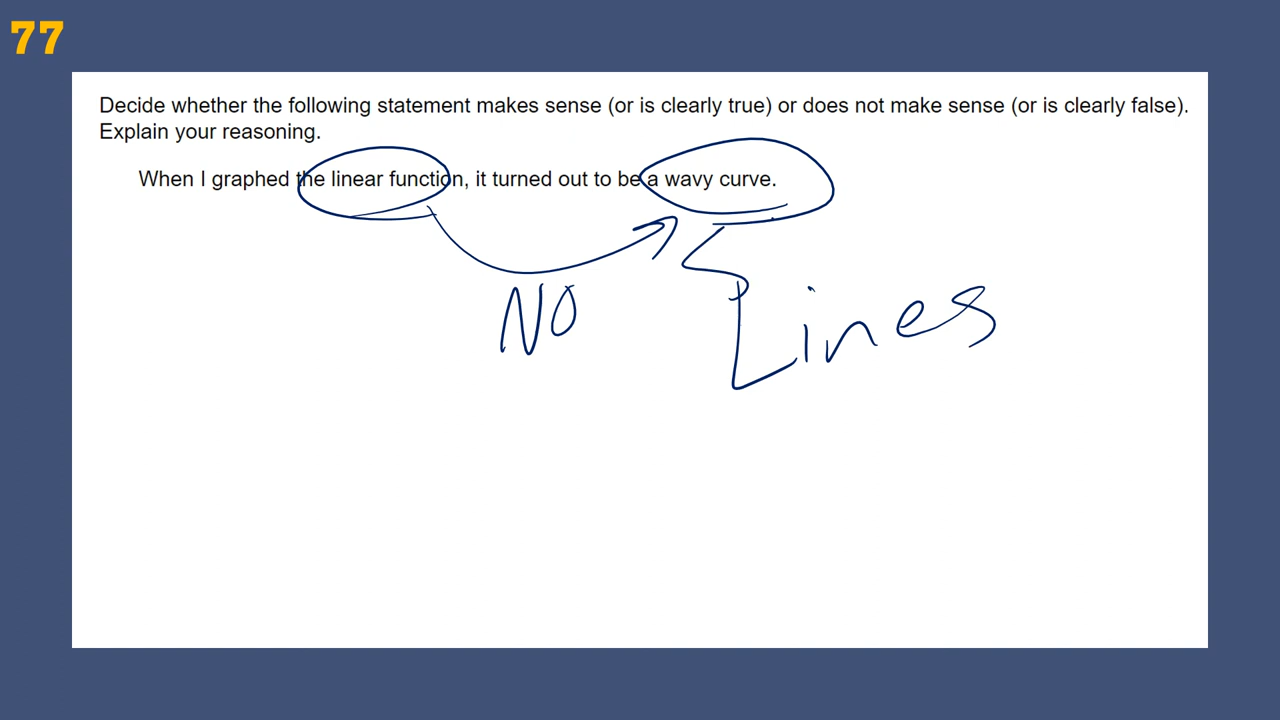 77
Decide whether the following statement makes sense (or is clearly true) or does not make sense (or is clearly false).
Explain your reasoning.
When I graphed the linear function, it turned out to be a wavy curve.
NO
Lines